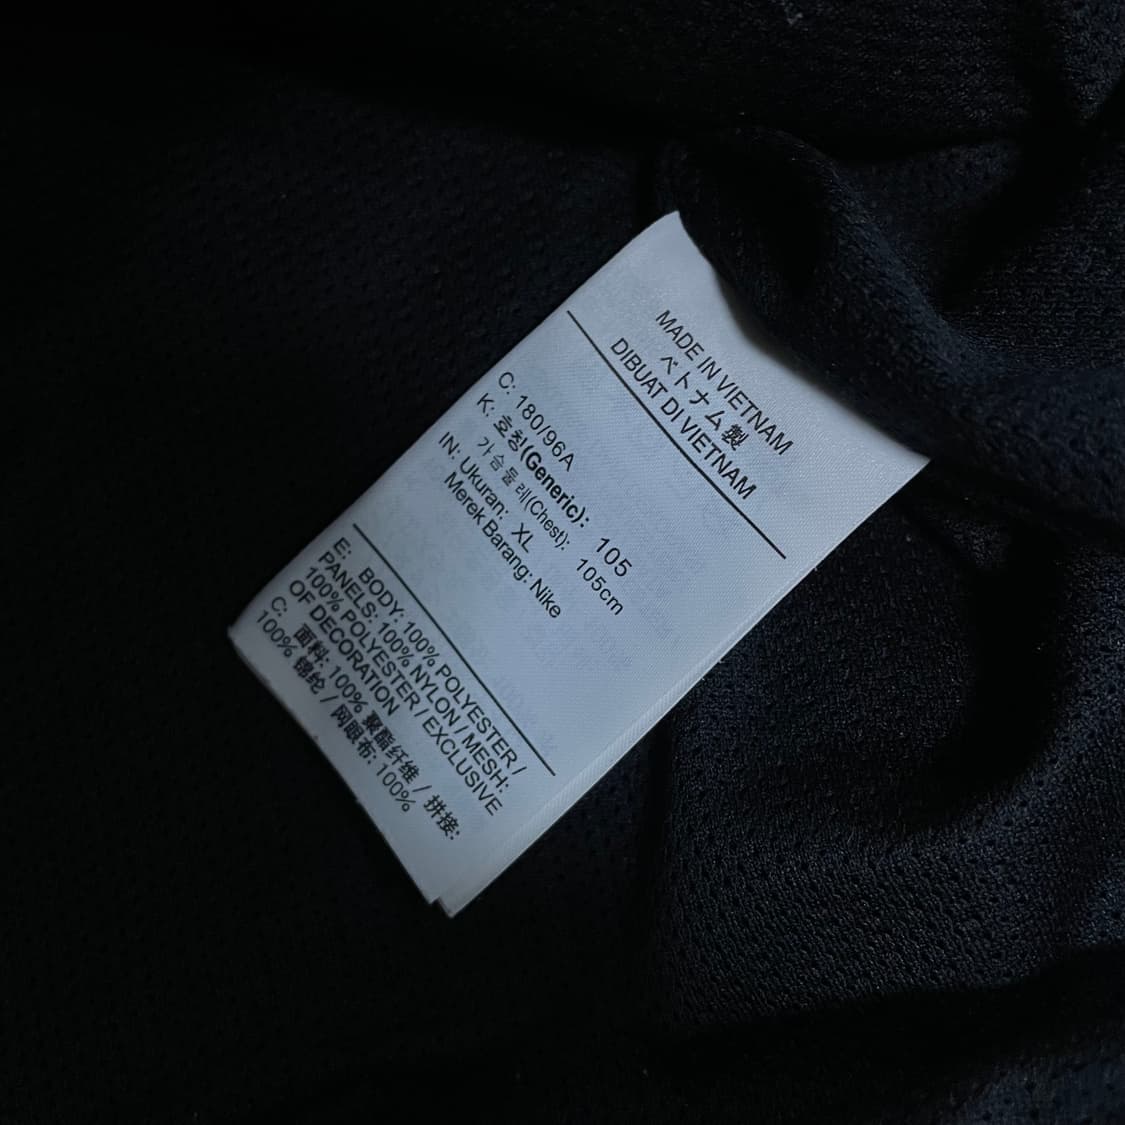 MADE IN VIETNAM
ベトナム製
DIBUAT DI VIETNAM
C: 180/96A
K: 호칭(Generic): 105
가슴둘레(Chest): 105cm
IN: Ukuran: XL
Merek Barang: Nike
E: BODY: 100% POLYESTER /
PANELS: 100% NYLON / MESH:
100% POLYESTER / EXCLUSIVE
OF DECORATION
C: 面料: 100% 聚酯纤维 / 拼接:
100% 锦纶 / 网眼布: 100%